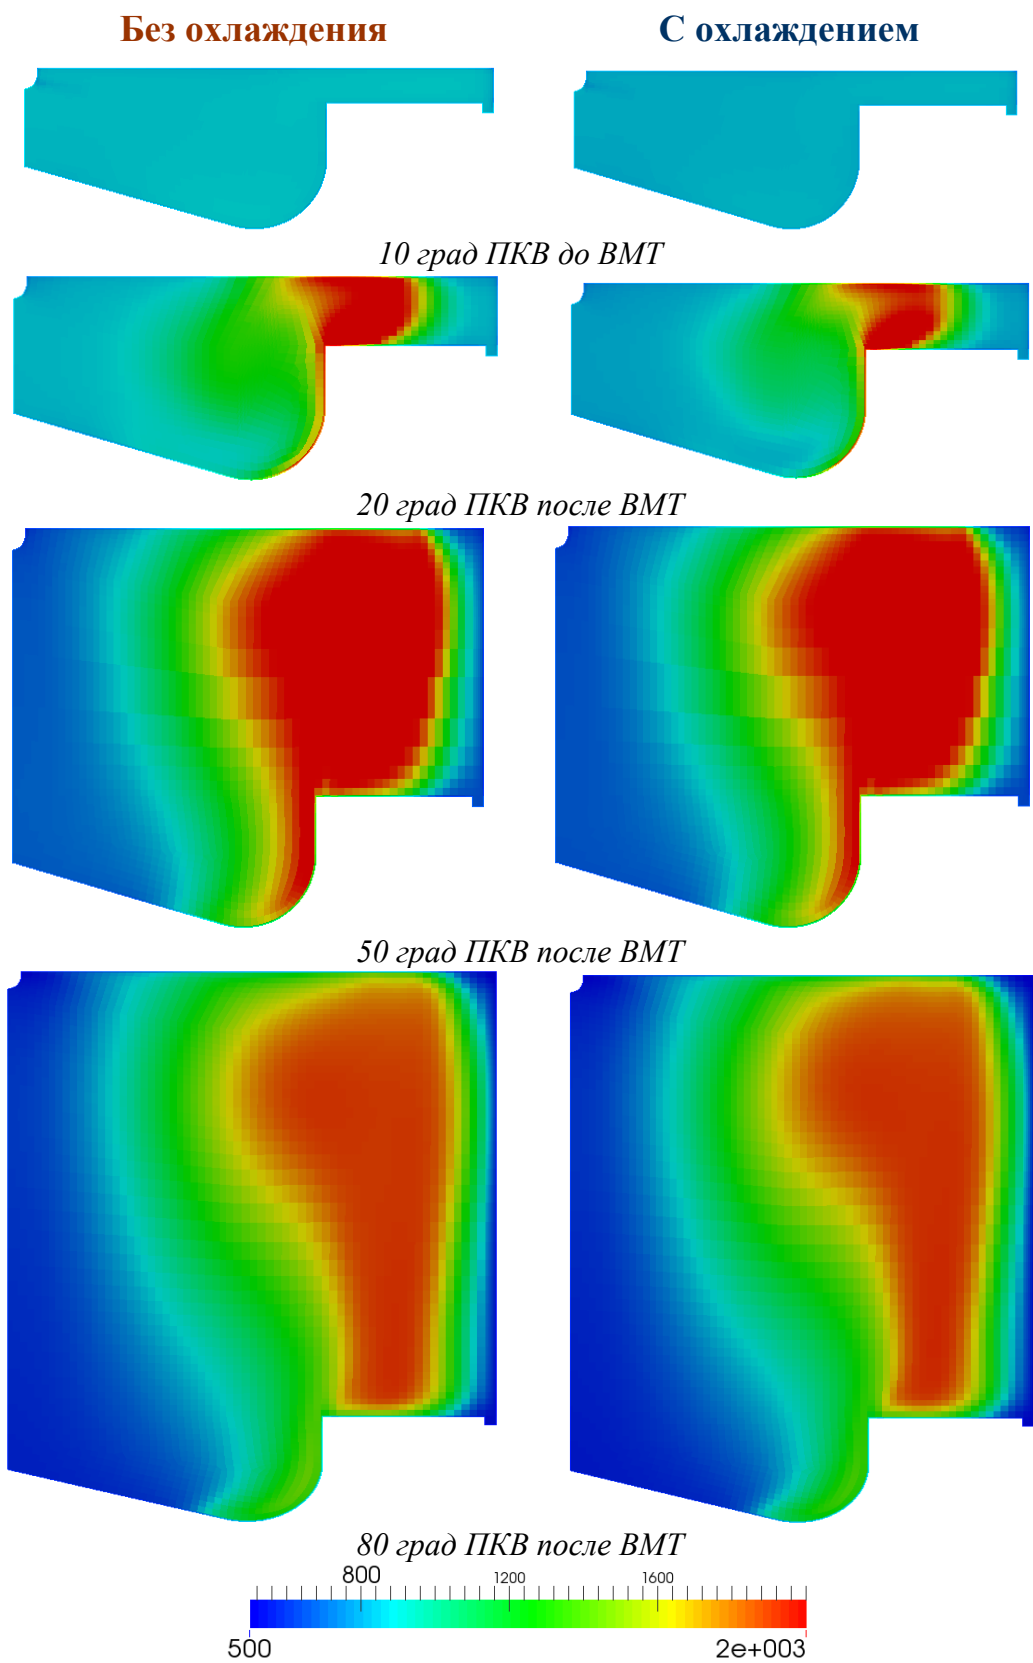 Без охлаждения
С охлаждением
10 град ПКВ до ВМТ
20 град ПКВ после ВМТ
50 град ПКВ после ВМТ
80 град ПКВ после ВМТ
800 1200 1600
500 2e+003